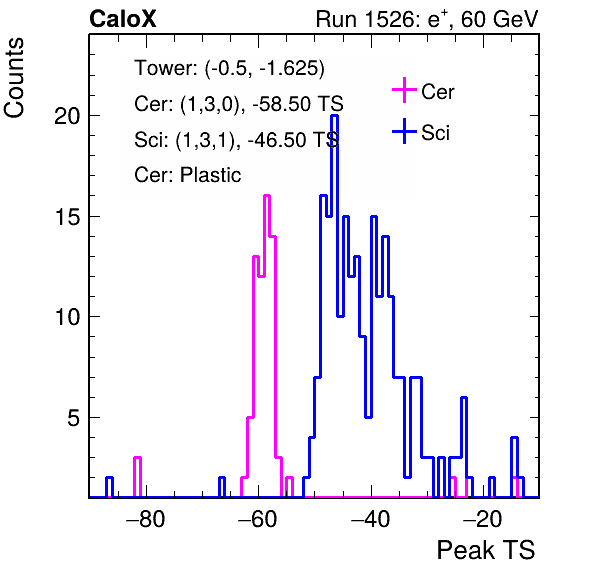 CaloX Run 1526: e⁺, 60 GeV
Counts
Tower: (-0.5, -1.625)
Cer: (1,3,0), -58.50 TS
Sci: (1,3,1), -46.50 TS
Cer: Plastic
Cer
Sci
20
15
10
5
−80 −60 −40 −20
Peak TS